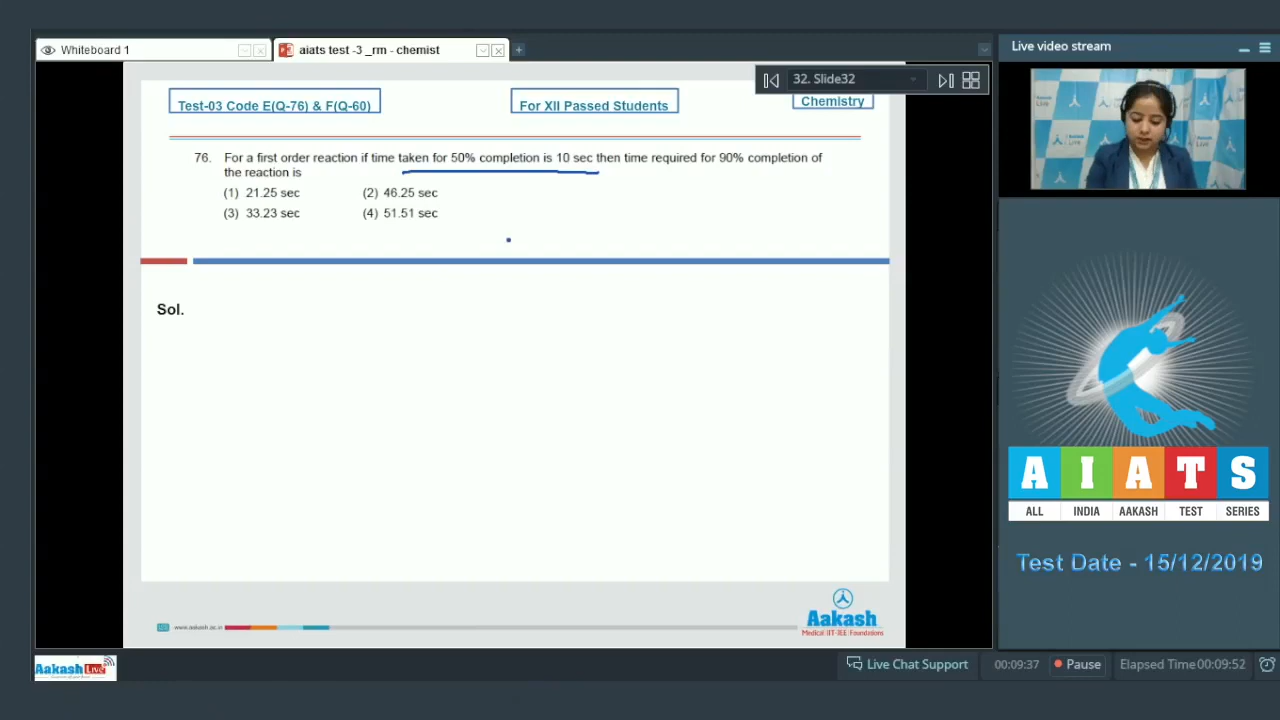 Whiteboard 1
aiats test -3 _rm - chemist
Live video stream
32. Slide32
Test-03 Code E(Q-76) & F(Q-60)
For XII Passed Students
Chemistry
76. For a first order reaction if time taken for 50% completion is 10 sec then time required for 90% completion of
the reaction is
(1) 21.25 sec (2) 46.25 sec
(3) 33.23 sec (4) 51.51 sec
Sol.
Aakash
Medical|IIT-JEE|Foundations
www.aakash.ac.in
A I A T S
ALL INDIA AAKASH TEST SERIES
Test Date - 15/12/2019
Aakash Live
Live Chat Support
00:09:37
Pause
Elapsed Time 00:09:52